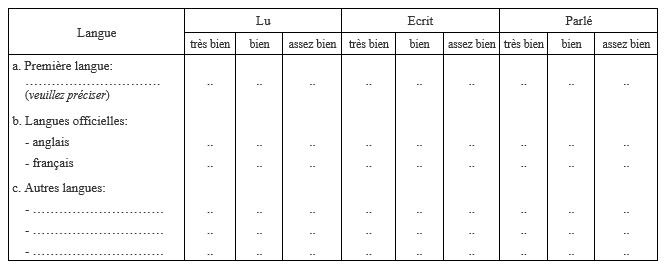 Langue Lu Ecrit Parlé
très bien bien assez bien très bien bien assez bien très bien bien assez bien
a. Première langue:
………………………… .. .. .. .. .. .. .. .. ..
(veuillez préciser)
b. Langues officielles:
- anglais .. .. .. .. .. .. .. .. ..
- français .. .. .. .. .. .. .. .. ..
c. Autres langues:
- ………………………… .. .. .. .. .. .. .. .. ..
- ………………………… .. .. .. .. .. .. .. .. ..
- ………………………… .. .. .. .. .. .. .. .. ..